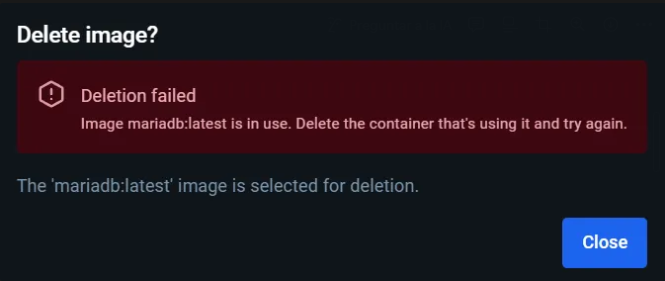 Delete image?
Deletion failed
Image mariadb:latest is in use. Delete the container that's using it and try again.
The 'mariadb:latest' image is selected for deletion.
Close